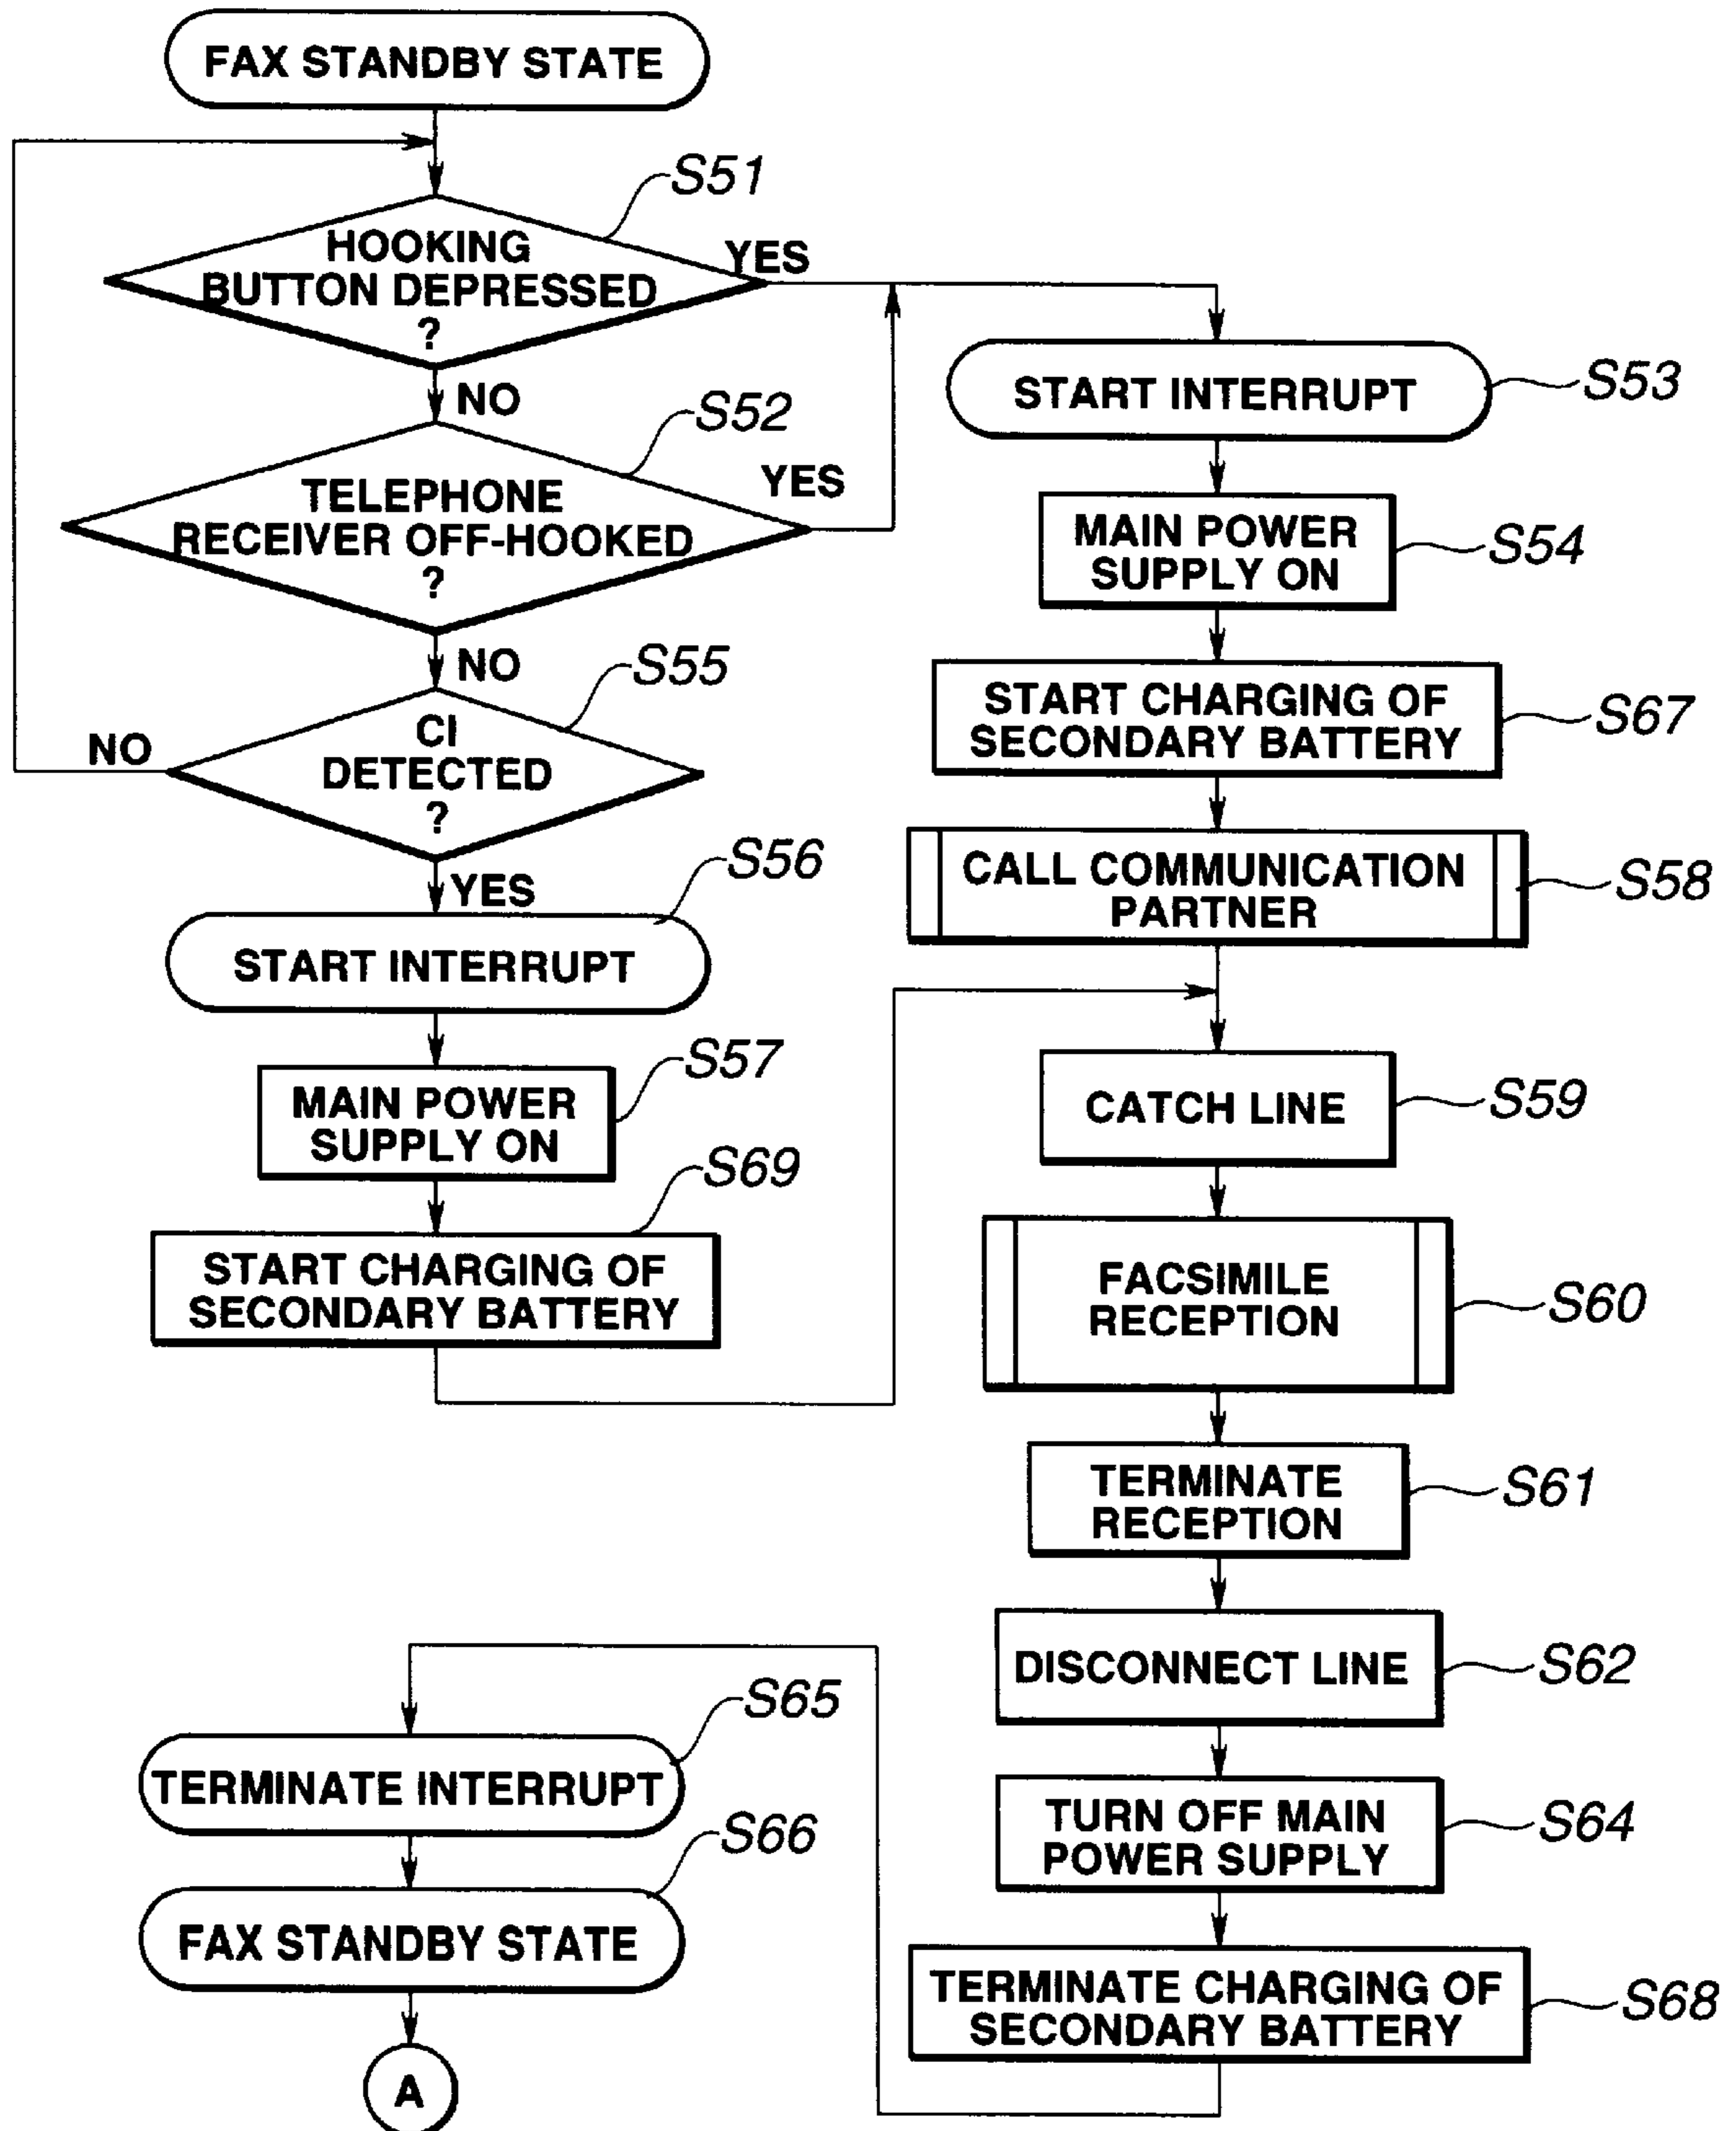 FAX STANDBY STATE
S51
HOOKING
BUTTON DEPRESSED
?
YES
NO
S52
TELEPHONE
RECEIVER OFF-HOOKED
?
YES
NO
S55
CI
DETECTED
?
NO
YES
S56
START INTERRUPT
S57
MAIN POWER
SUPPLY ON
S69
START CHARGING OF
SECONDARY BATTERY
START INTERRUPT
S53
MAIN POWER
SUPPLY ON
S54
START CHARGING OF
SECONDARY BATTERY
S67
CALL COMMUNICATION
PARTNER
S58
CATCH LINE
S59
FACSIMILE
RECEPTION
S60
TERMINATE
RECEPTION
S61
DISCONNECT LINE
S62
TURN OFF MAIN
POWER SUPPLY
S64
TERMINATE CHARGING OF
SECONDARY BATTERY
S68
S65
TERMINATE INTERRUPT
S66
FAX STANDBY STATE
A